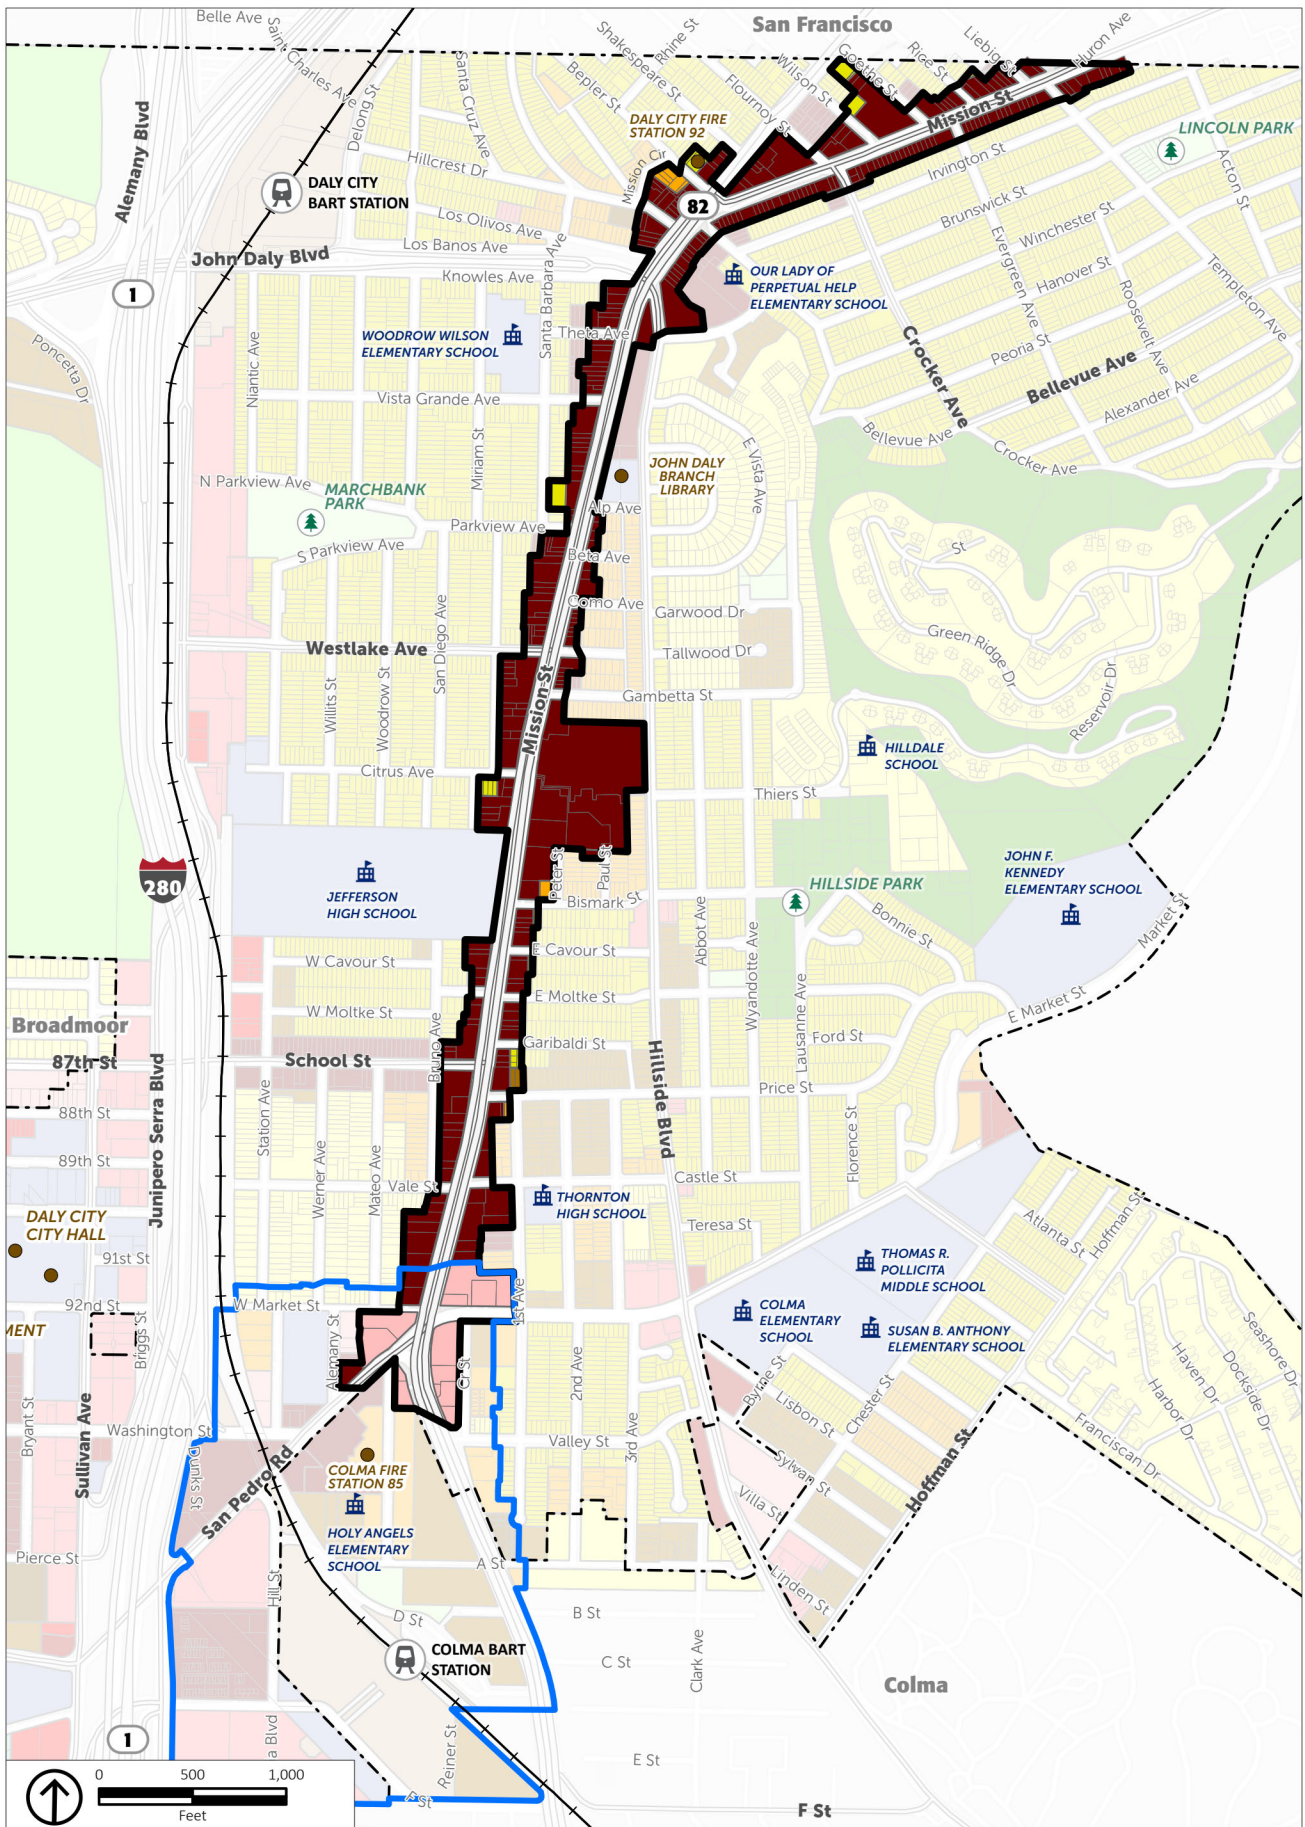 Belle Ave
Saint Charles Ave
San Francisco
Shakespeare St
Rhine St
Bepler St
Flournoy St
Wilson St
Goethe St
Rice St
Liebig St
Huron Ave
Alemany Blvd
Delong St
Santa Cruz Ave
DALY CITY FIRE
STATION 92
Mission St
LINCOLN PARK
Hillcrest Dr
Mission Cir
Irvington St
Acton St
DALY CITY
BART STATION
82
Los Olivos Ave
Brunswick St
Winchester St
John Daly Blvd
Los Banos Ave
Santa Barbara Ave
Evergreen Ave
Hanover St
Templeton Ave
Knowles Ave
OUR LADY OF
PERPETUAL HELP
ELEMENTARY SCHOOL
Roosevelt Ave
1
Poncetta Dr
WOODROW WILSON
ELEMENTARY SCHOOL
Theta Ave
Crocker Ave
Peoria St
Niantic Ave
Bellevue Ave
Alexander Ave
Vista Grande Ave
Bellevue Ave
Crocker Ave
Miriam St
E Vista Ave
N Parkview Ave
MARCHBANK
PARK
JOHN DALY
BRANCH
LIBRARY
Alp Ave
Parkview Ave
S Parkview Ave
Beta Ave
St
Como Ave
Garwood Dr
San Diego Ave
Westlake Ave
Green Ridge Dr
Tallwood Dr
Willits St
Woodrow St
Mission St
Gambetta St
Reservoir Dr
HILLDALE
SCHOOL
Citrus Ave
Thiers St
280
JEFFERSON
HIGH SCHOOL
Peter St
Paul St
Bismark St
HILLSIDE PARK
JOHN F.
KENNEDY
ELEMENTARY SCHOOL
Abbot Ave
Wyandotte Ave
Bonnie St
Market St
W Cavour St
E Cavour St
Lausanne Ave
W Moltke St
E Moltke St
E Market St
Broadmoor
87th St
School St
Bruno Ave
Garibaldi St
Hillside Blvd
Ford St
Price St
88th St
Junipero Serra Blvd
Station Ave
Werner Ave
Mateo Ave
Florence St
89th St
Vale St
THORNTON
HIGH SCHOOL
Castle St
DALY CITY
CITY HALL
Teresa St
Atlanta St
Hoffman St
91st St
THOMAS R.
POLLICITA
MIDDLE SCHOOL
92nd St
W Market St
1st Ave
COLMA
ELEMENTARY
SCHOOL
SUSAN B. ANTHONY
ELEMENTARY SCHOOL
MENT
Briggs St
Alemany St
Cr St
2nd Ave
Byrne St
Seashore Dr
Haven Dr
Dockside Dr
Harbor Dr
Bryant St
Sullivan Ave
Washington St
Dunks St
San Pedro Rd
Valley St
3rd Ave
Lisbon St
Chester St
Franciscan Dr
COLMA FIRE
STATION 85
Sylvan St
Hoffman St
Villa St
HOLY ANGELS
ELEMENTARY
SCHOOL
Pierce St
A St
Hill St
Linden St
D St
B St
COLMA BART
STATION
C St
Clark Ave
Colma
1
a Blvd
Reiner St
E St
F St
F St
0 500 1,000
Feet